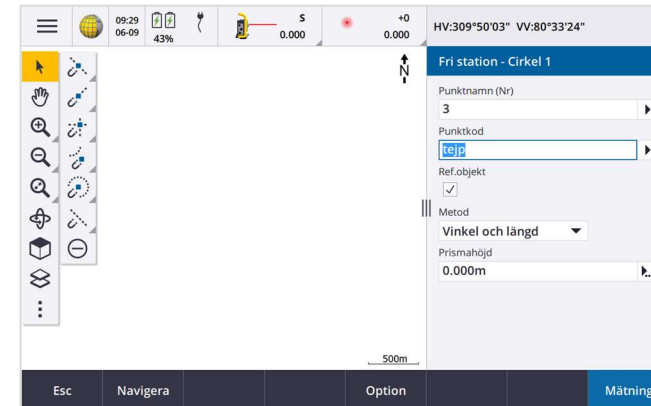 09:29
06-09
43%
S
0.000
+0
0.000
HV:309°50'03" VV:80°33'24"
N
Fri station - Cirkel 1
Punktnamn (Nr)
3
Punktkod
tejp
Ref.objekt
Metod
Vinkel och längd
Prismahöjd
0.000m
500m
Esc Navigera Option Mätning